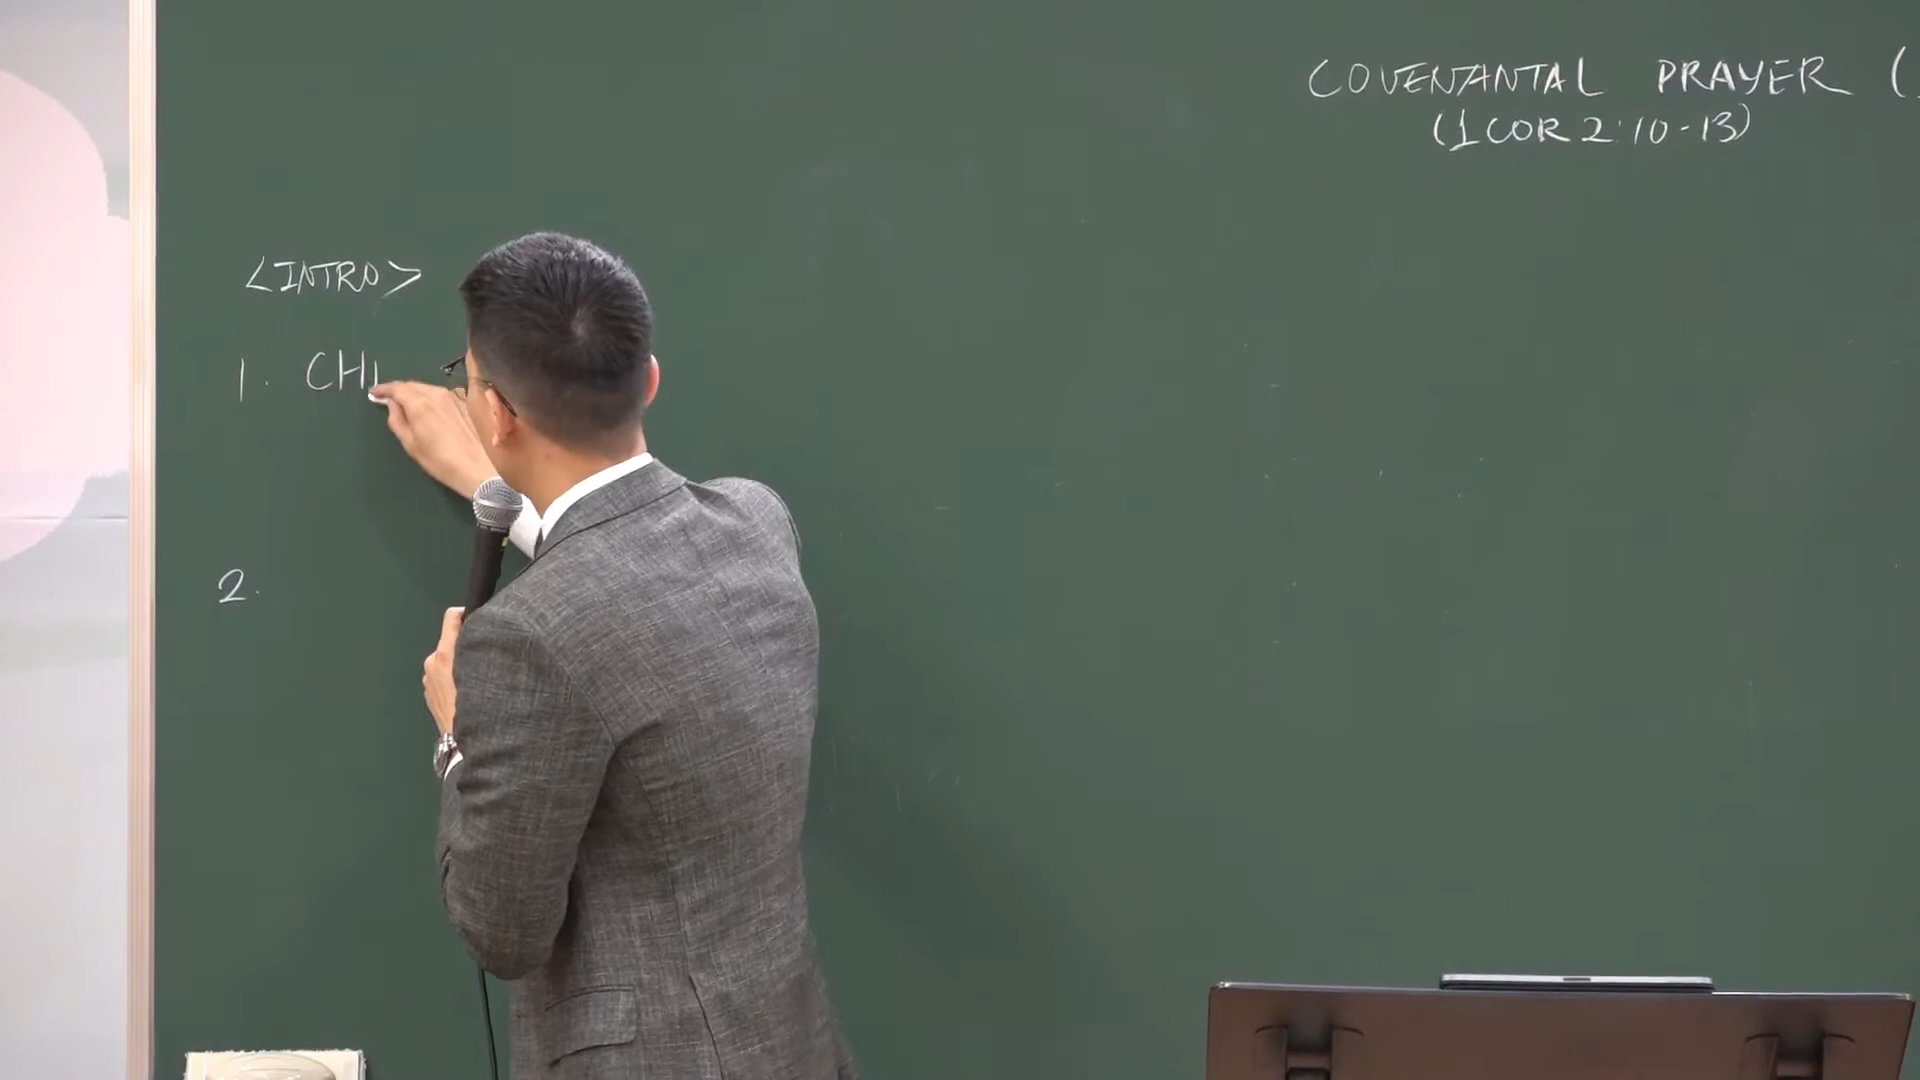 COVENANTAL PRAYER (
(1 COR 2:10-13)
<INTRO>
1. CHI
2.